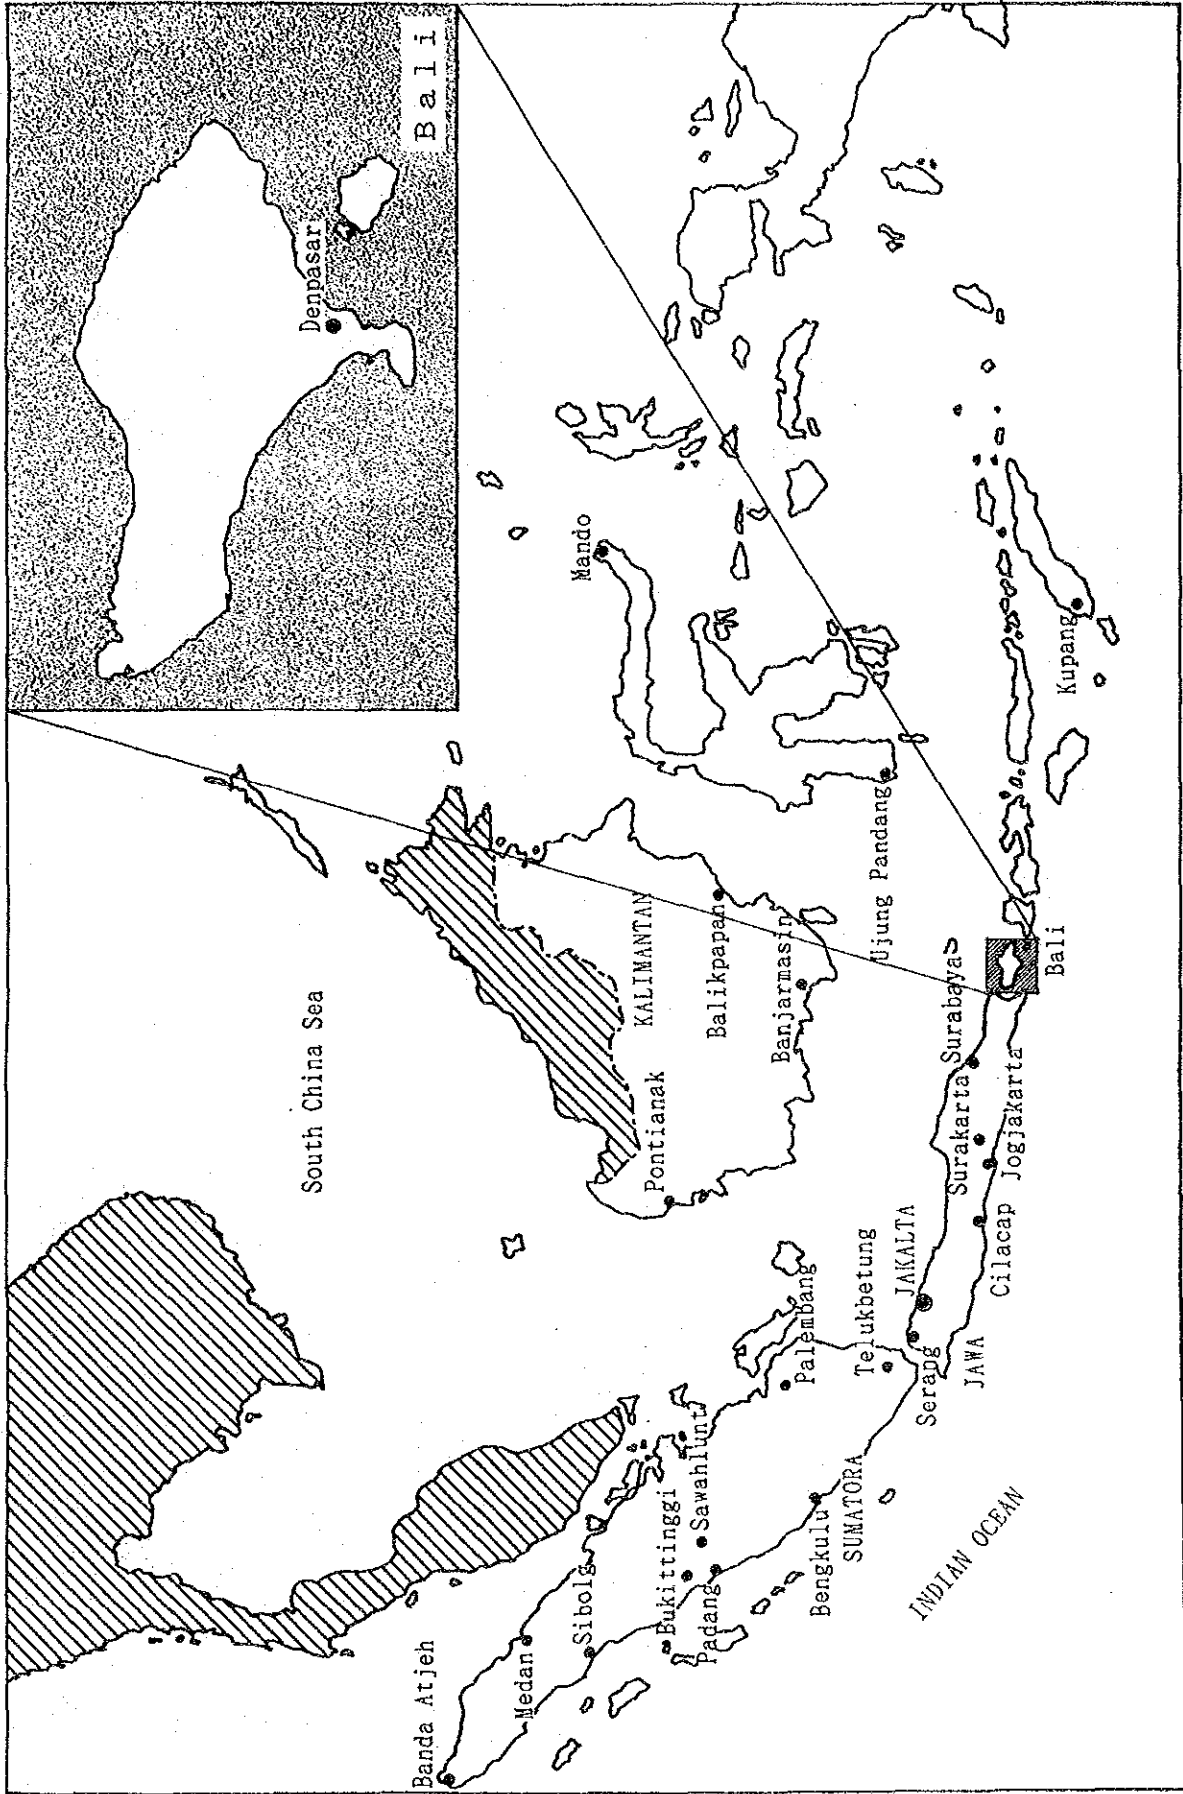 Bali
Denpasar
South China Sea
Banda Atjeh
Medan
Sibolg
Bukittinggi
Sawahlunt
Padang
Bengkulu
SUMATORA
Palembang
Telukbetung
Serang
JAKALTA
JAWA
Cilacap
Jogjakarta
Surakarta
Surabaya
Bali
Pontianak
KALIMANTAN
Balikpapan
Banjarmasin
Ujung Pandang
Mando
Kupang
INDIAN OCEAN